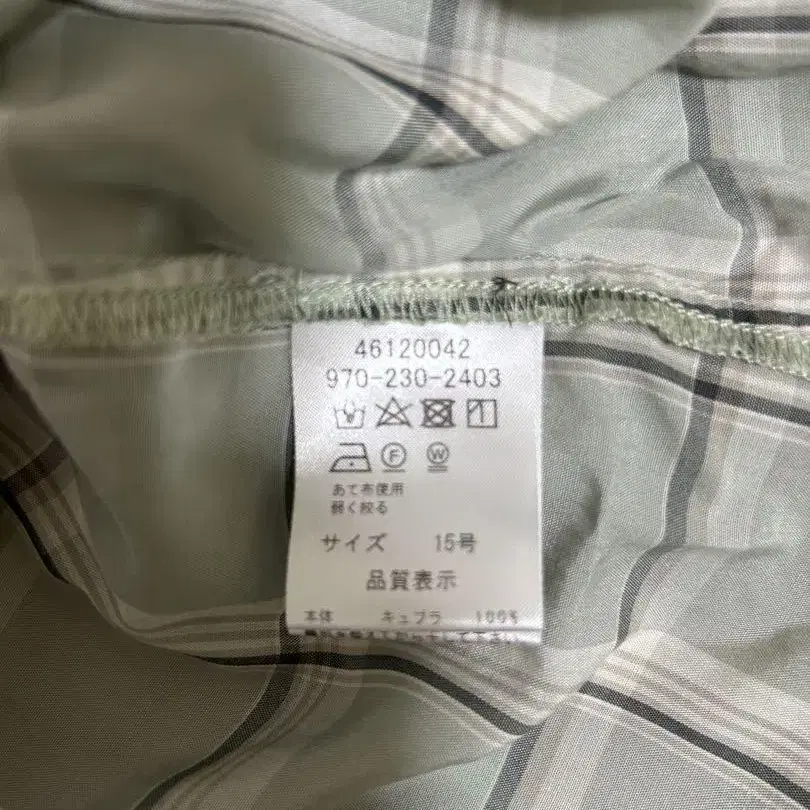 46120042
970-230-2403
F W
あて布使用
弱く絞る
サイズ 15号
品質表示
本体 キュプラ 100%